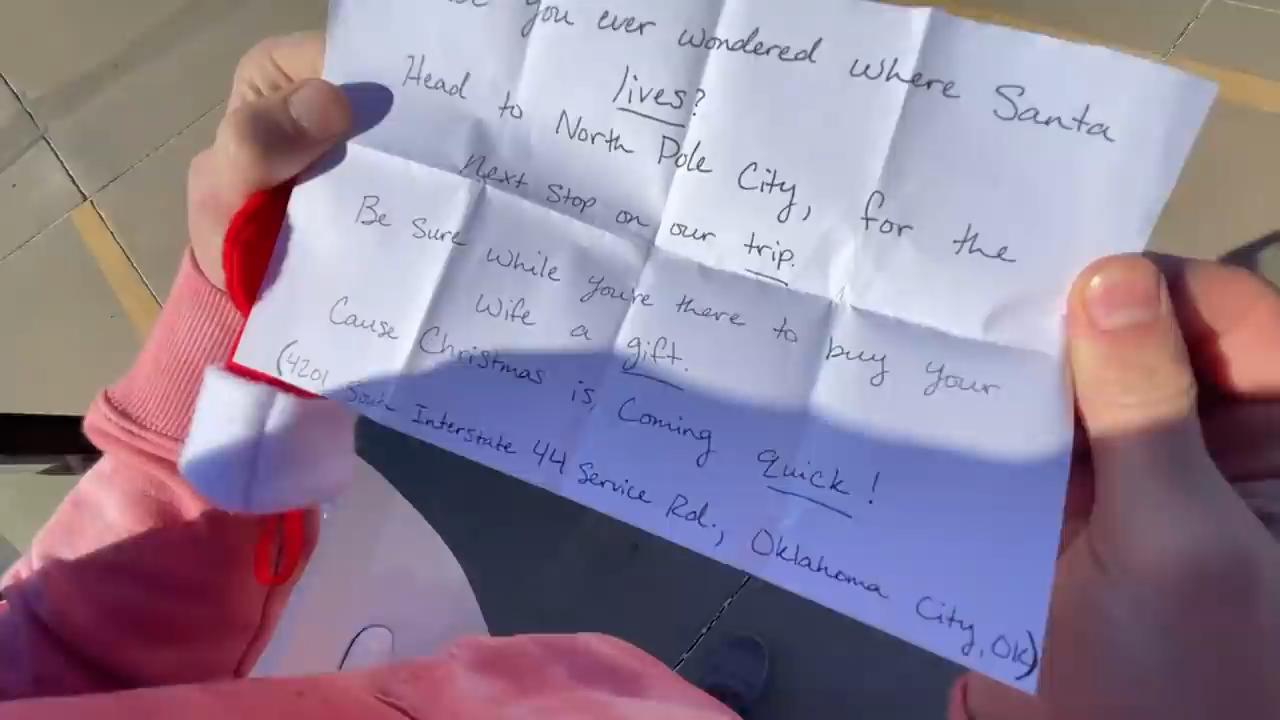 you ever wondered where Santa
lives?
Head to North Pole City, for the
next stop on our trip.
Be sure while you're there to buy your
wife a gift.
Cause Christmas is coming quick!
(4201 South Interstate 44 Service Rd., Oklahoma City, OK)